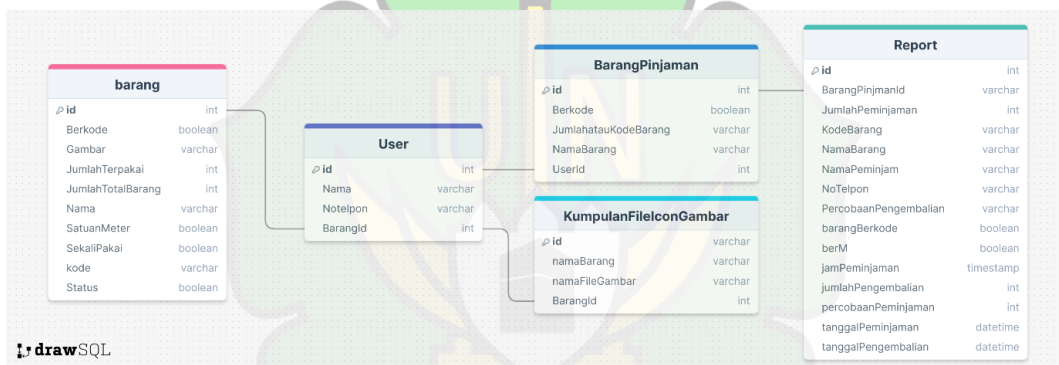 barang
id int
Berkode boolean
Gambar varchar
JumlahTerpakai int
JumlahTotalBarang int
Nama varchar
SatuanMeter boolean
SekaliPakai boolean
kode varchar
Status boolean
User
id int
Nama varchar
Notelpon varchar
BarangId int
BarangPinjaman
id int
Berkode boolean
JumlahatauKodeBarang varchar
NamaBarang varchar
UserId int
KumpulanFileIconGambar
id varchar
namaBarang varchar
namaFileGambar varchar
BarangId int
Report
id int
BarangPinjmanId varchar
JumlahPeminjaman int
KodeBarang varchar
NamaBarang varchar
NamaPeminjam varchar
NoTelpon varchar
PercobaanPengembalian varchar
barangBerkode boolean
berM boolean
jamPeminjaman timestamp
jumlahPengembalian int
percobaanPeminjaman int
tanggalPeminjaman datetime
tanggalPengembalian datetime
drawSQL
UIN